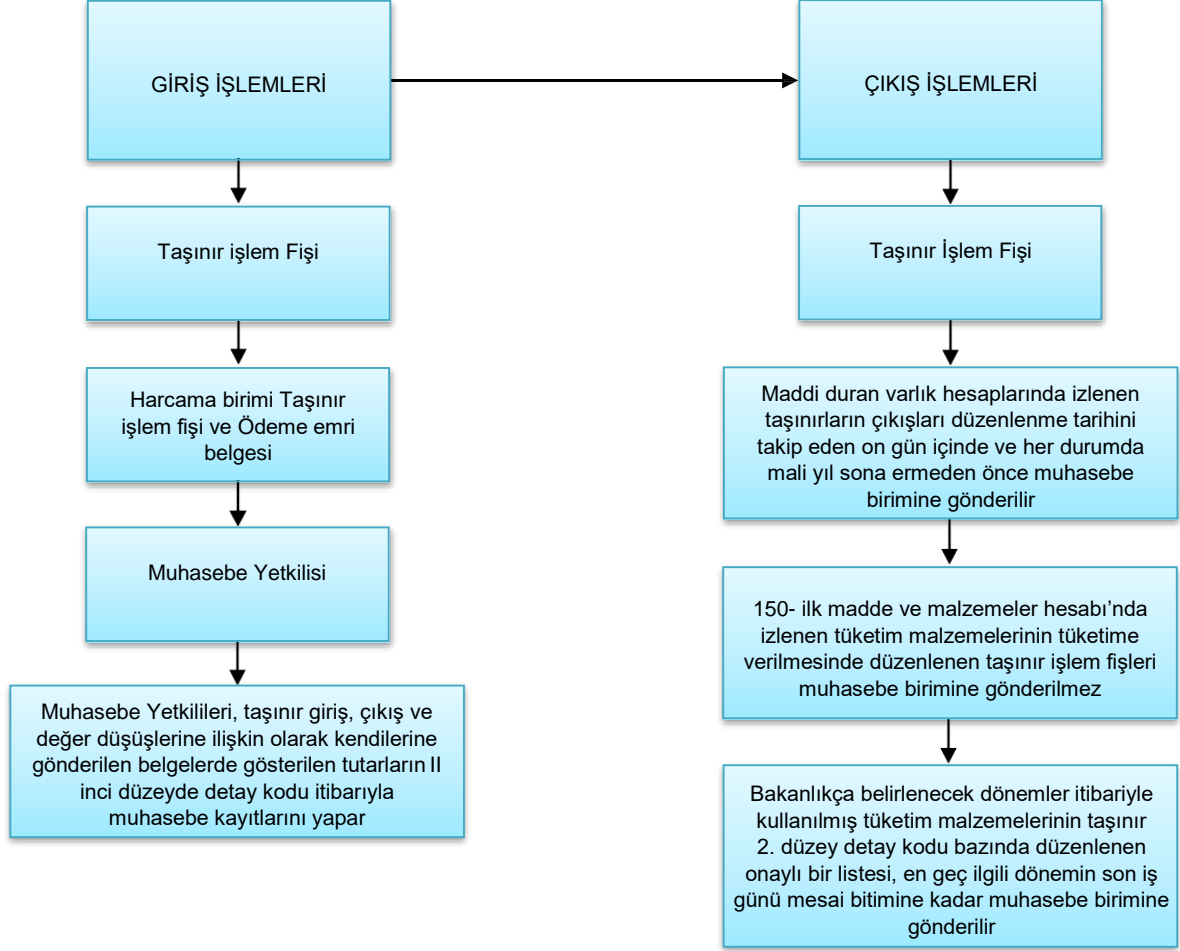 GİRİŞ İŞLEMLERİ
Taşınır işlem Fişi
Harcama birimi Taşınır
işlem fişi ve Ödeme emri
belgesi
Muhasebe Yetkilisi
Muhasebe Yetkilileri, taşınır giriş, çıkış ve
değer düşüşlerine ilişkin olarak kendilerine
gönderilen belgelerde gösterilen tutarların II
inci düzeyde detay kodu itibarıyla
muhasebe kayıtlarını yapar
ÇIKIŞ İŞLEMLERİ
Taşınır İşlem Fişi
Maddi duran varlık hesaplarında izlenen
taşınırların çıkışları düzenlenme tarihini
takip eden on gün içinde ve her durumda
mali yıl sona ermeden önce muhasebe
birimine gönderilir
150- ilk madde ve malzemeler hesabı’nda
izlenen tüketim malzemelerinin tüketime
verilmesinde düzenlenen taşınır işlem fişleri
muhasebe birimine gönderilmez
Bakanlıkça belirlenecek dönemler itibariyle
kullanılmış tüketim malzemelerinin taşınır
2. düzey detay kodu bazında düzenlenen
onaylı bir listesi, en geç ilgili dönemin son iş
günü mesai bitimine kadar muhasebe birimine
gönderilir